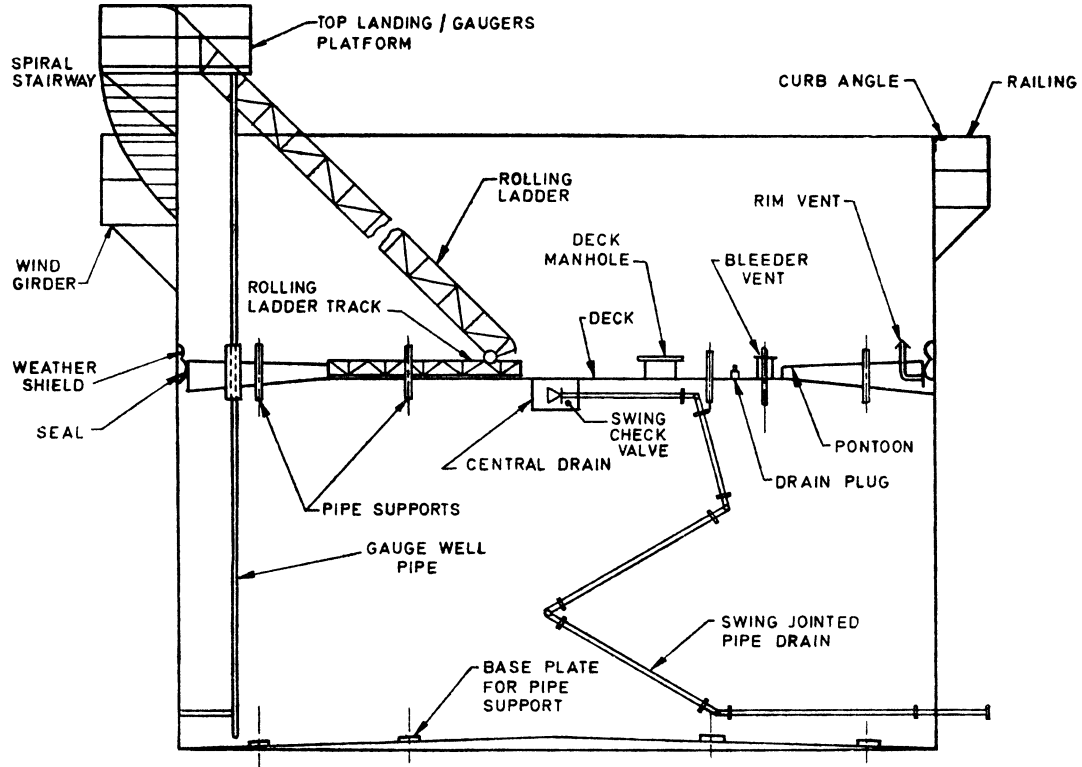 TOP LANDING / GAUGERS
PLATFORM
SPIRAL
STAIRWAY
CURB ANGLE
RAILING
ROLLING
LADDER
RIM VENT
DECK
MANHOLE
BLEEDER
VENT
WIND
GIRDER
ROLLING
LADDER TRACK
DECK
WEATHER
SHIELD
SEAL
SWING
CHECK
VALVE
CENTRAL DRAIN
PONTOON
DRAIN PLUG
PIPE SUPPORTS
GAUGE WELL
PIPE
SWING JOINTED
PIPE DRAIN
BASE PLATE
FOR PIPE
SUPPORT